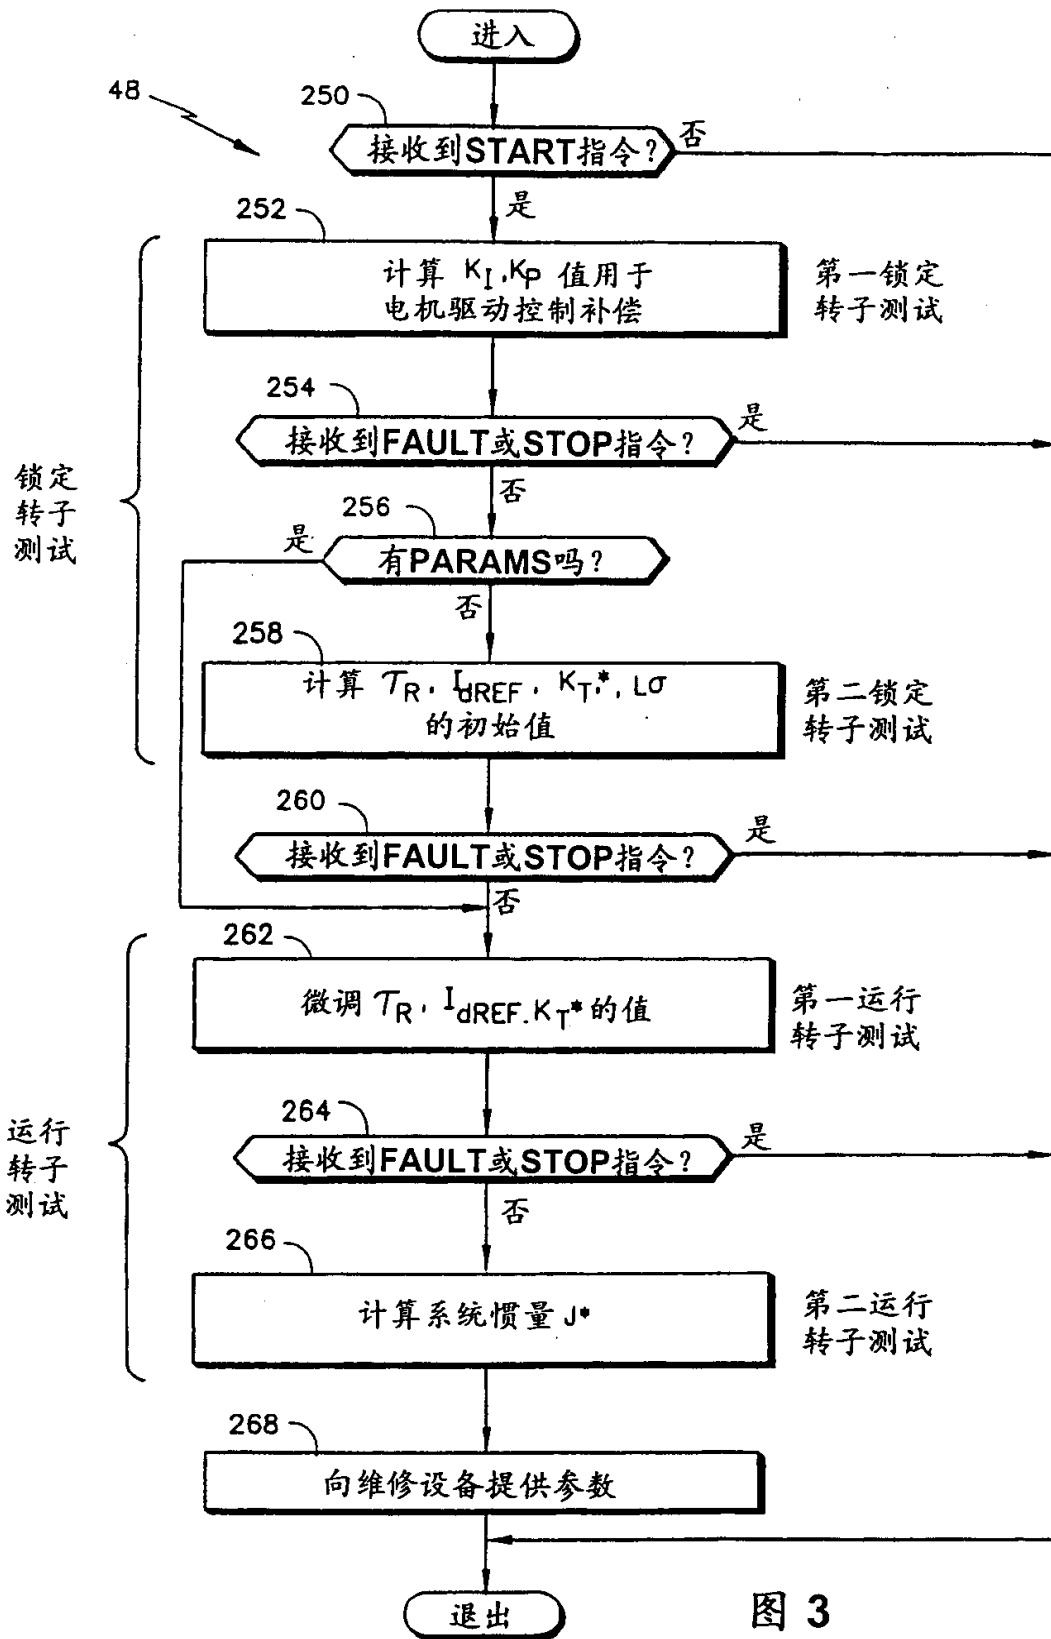 进入
48
250
接收到START指令?
否
是
252
计算 K_I,K_P 值用于
电机驱动控制补偿
第一锁定
转子测试
254
接收到FAULT或STOP指令?
是
否
锁定
转子
测试
256
是
有PARAMS吗?
否
258
计算 τ_R, I_dREF, K_T*, Lσ
的初始值
第二锁定
转子测试
260
接收到FAULT或STOP指令?
是
否
262
微调 τ_R, I_dREF.K_T* 的值
第一运行
转子测试
264
接收到FAULT或STOP指令?
是
否
运行
转子
测试
266
计算系统惯量 J*
第二运行
转子测试
268
向维修设备提供参数
退出
图 3